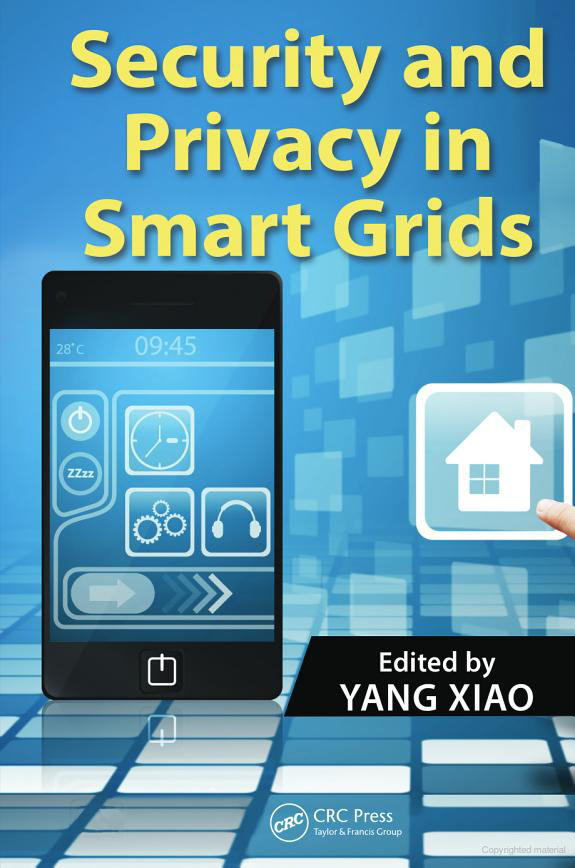 Security and
Privacy in
Smart Grids
28°C
09:45
ZZzz
Edited by
YANG XIAO
CRC
CRC Press
Taylor & Francis Group
Copyrighted material